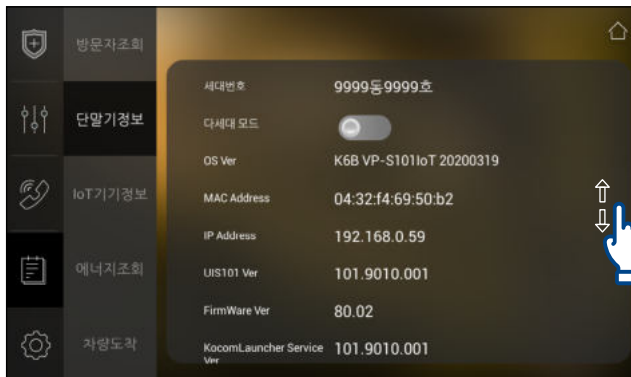 방문자조회
단말기정보
IoT기기정보
에너지조회
차량도착
세대번호 9999동9999호
다세대 모드
OS Ver K6B VP-S101IoT 20200319
MAC Address 04:32:f4:69:50:b2
IP Address 192.168.0.59
UIS101 Ver 101.9010.001
FirmWare Ver 80.02
KocomLauncher Service 101.9010.001
Ver